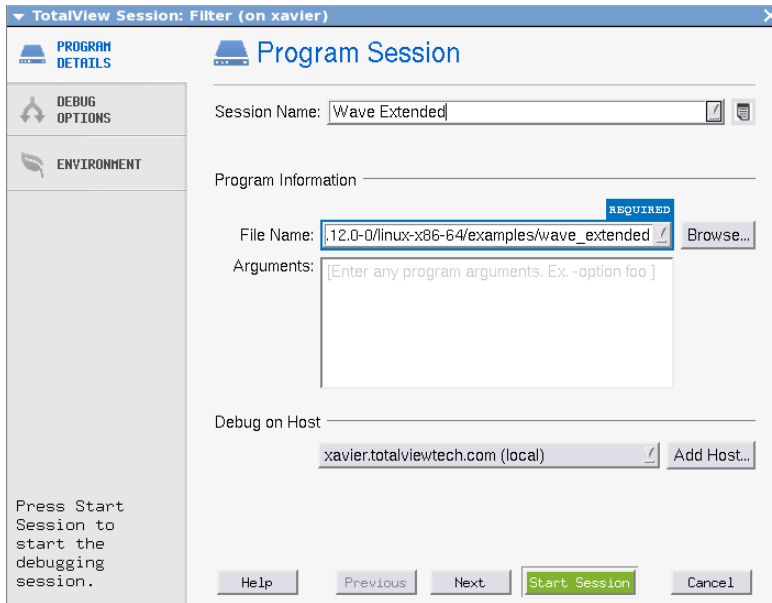 TotalView Session: Filter (on xavier)
PROGRAM
DETAILS
DEBUG
OPTIONS
ENVIRONMENT
Press Start
Session to
start the
debugging
session.
Program Session
Session Name: Wave Extended
Program Information
REQUIRED
File Name: .12.0-0/linux-x86-64/examples/wave_extended Browse...
Arguments: [Enter any program arguments. Ex. -option foo ]
Debug on Host
xavier.totalviewtech.com (local) Add Host...
Help Previous Next Start Session Cancel